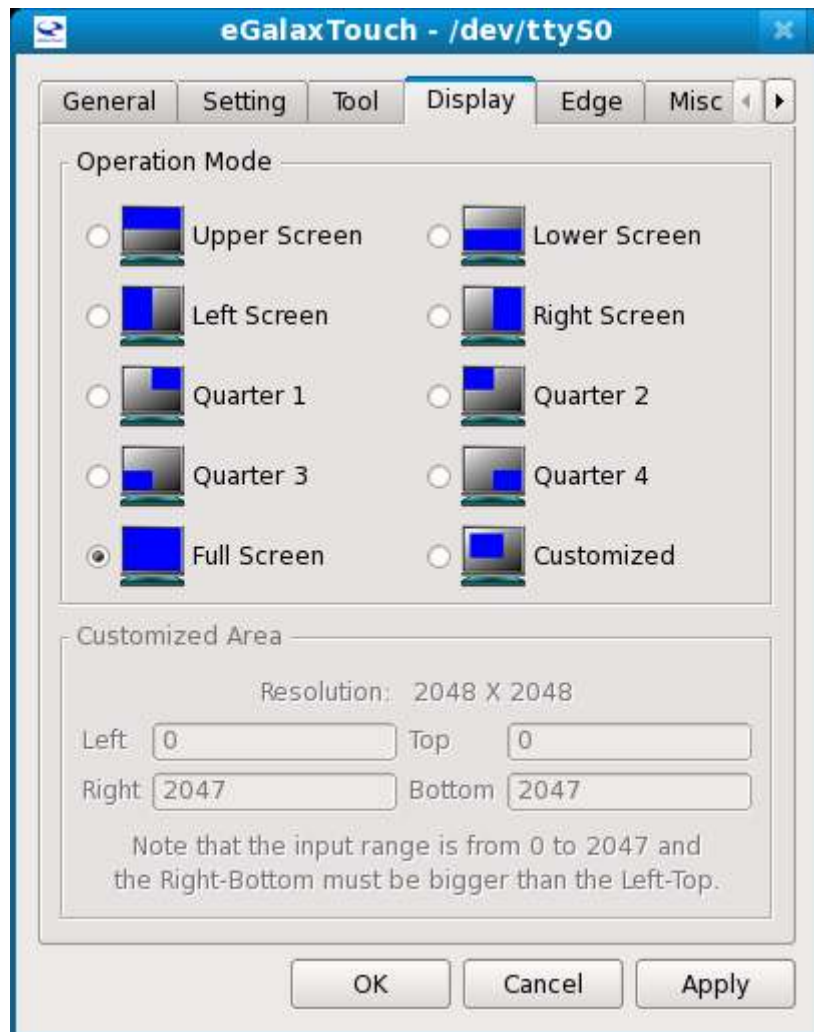 eGalaxTouch - /dev/ttyS0
General Setting Tool Display Edge Misc
Operation Mode
Upper Screen Lower Screen
Left Screen Right Screen
Quarter 1 Quarter 2
Quarter 3 Quarter 4
Full Screen Customized
Customized Area
Resolution: 2048 X 2048
Left 0 Top 0
Right 2047 Bottom 2047
Note that the input range is from 0 to 2047 and
the Right-Bottom must be bigger than the Left-Top.
OK Cancel Apply